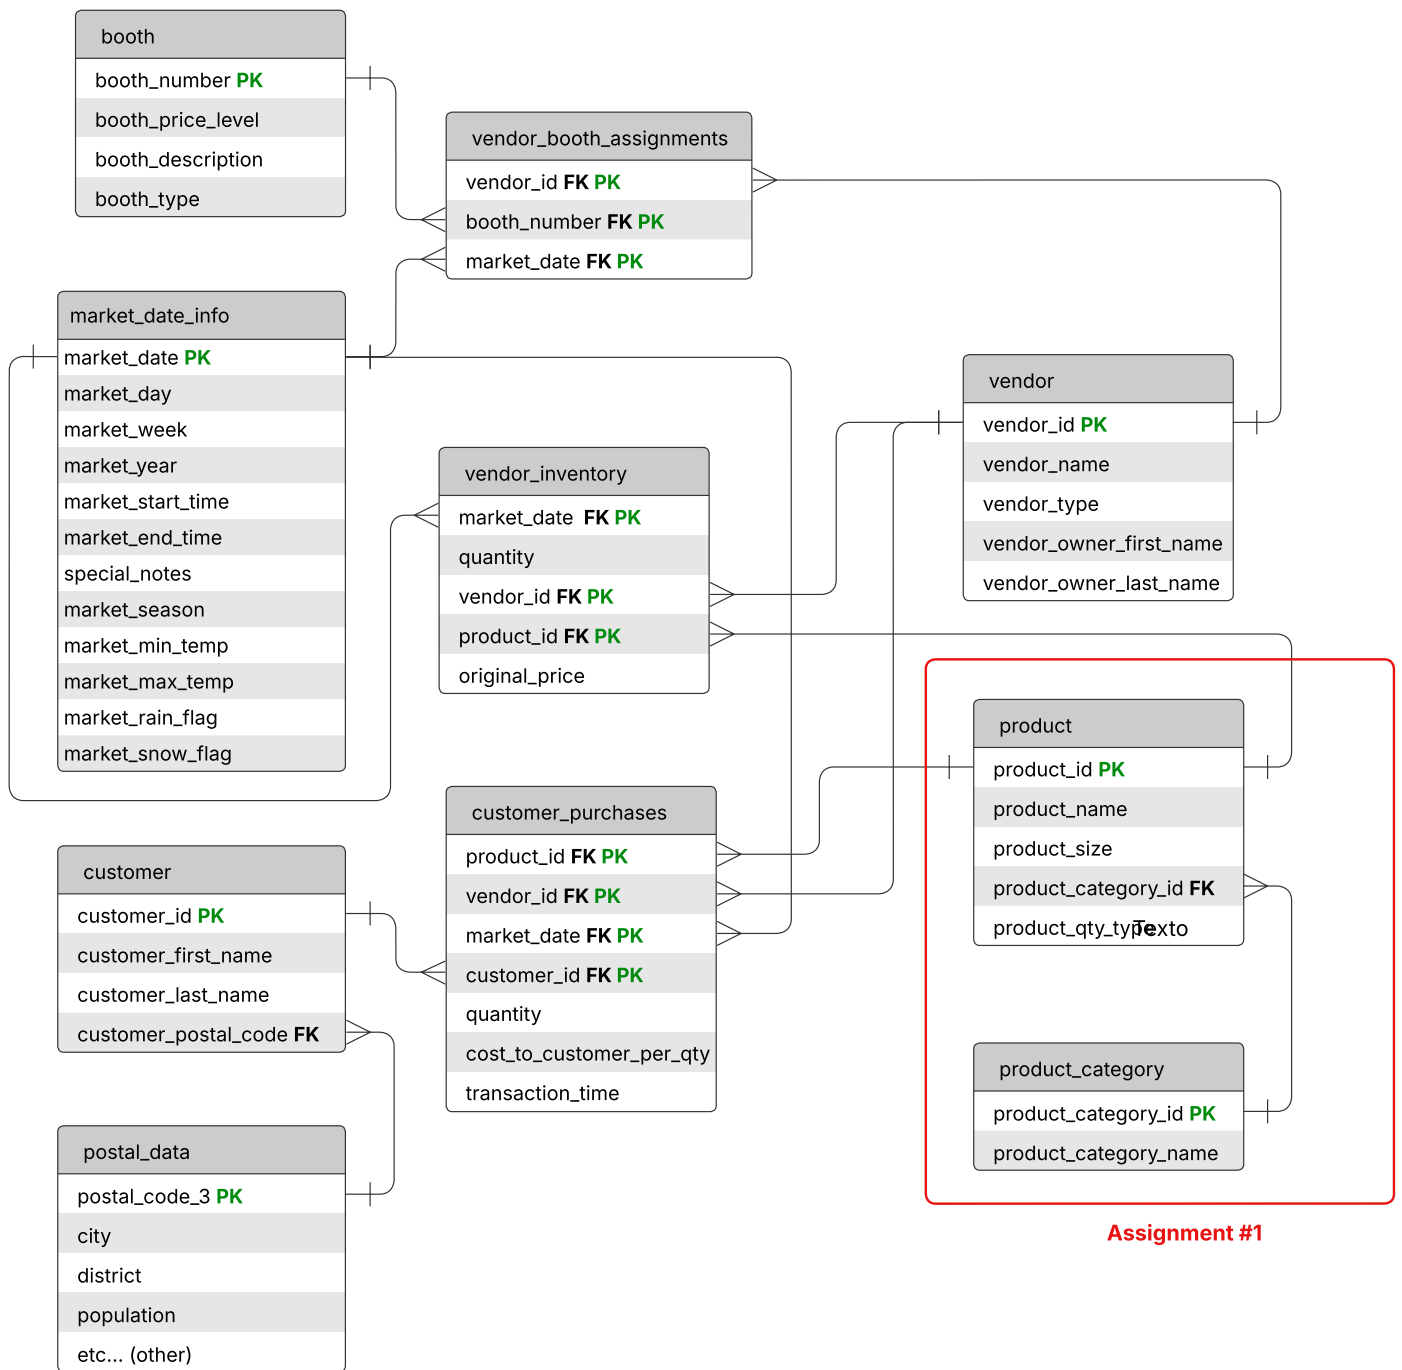 booth
booth_number PK
booth_price_level
booth_description
booth_type
vendor_booth_assignments
vendor_id FK PK
booth_number FK PK
market_date FK PK
market_date_info
market_date PK
market_day
market_week
market_year
market_start_time
market_end_time
special_notes
market_season
market_min_temp
market_max_temp
market_rain_flag
market_snow_flag
vendor
vendor_id PK
vendor_name
vendor_type
vendor_owner_first_name
vendor_owner_last_name
vendor_inventory
market_date FK PK
quantity
vendor_id FK PK
product_id FK PK
original_price
product
product_id PK
product_name
product_size
product_category_id FK
product_qty_type
Texto
customer_purchases
product_id FK PK
vendor_id FK PK
market_date FK PK
customer_id FK PK
quantity
cost_to_customer_per_qty
transaction_time
customer
customer_id PK
customer_first_name
customer_last_name
customer_postal_code FK
product_category
product_category_id PK
product_category_name
Assignment #1
postal_data
postal_code_3 PK
city
district
population
etc... (other)